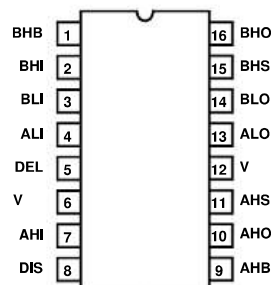 BHB 1 16 BHO
BHI 2 15 BHS
BLI 3 14 BLO
ALI 4 13 ALO
DEL 5 12 V
V 6 11 AHS
AHI 7 10 AHO
DIS 8 9 AHB